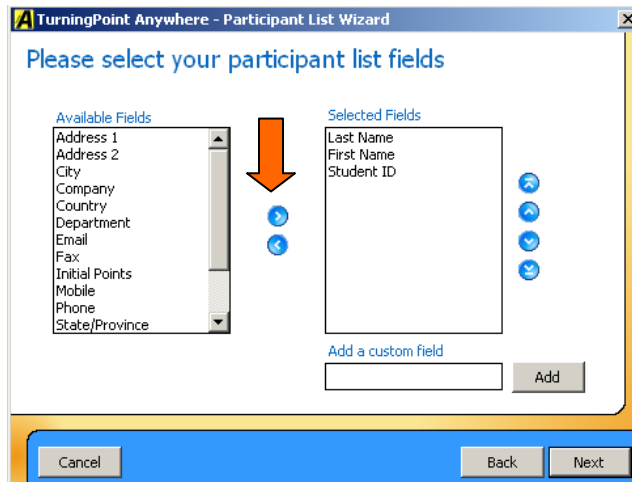 TurningPoint Anywhere - Participant List Wizard
Please select your participant list fields
Available Fields
Address 1
Address 2
City
Company
Country
Department
Email
Fax
Initial Points
Mobile
Phone
State/Province
Selected Fields
Last Name
First Name
Student ID
Add a custom field
Add
Cancel
Back
Next